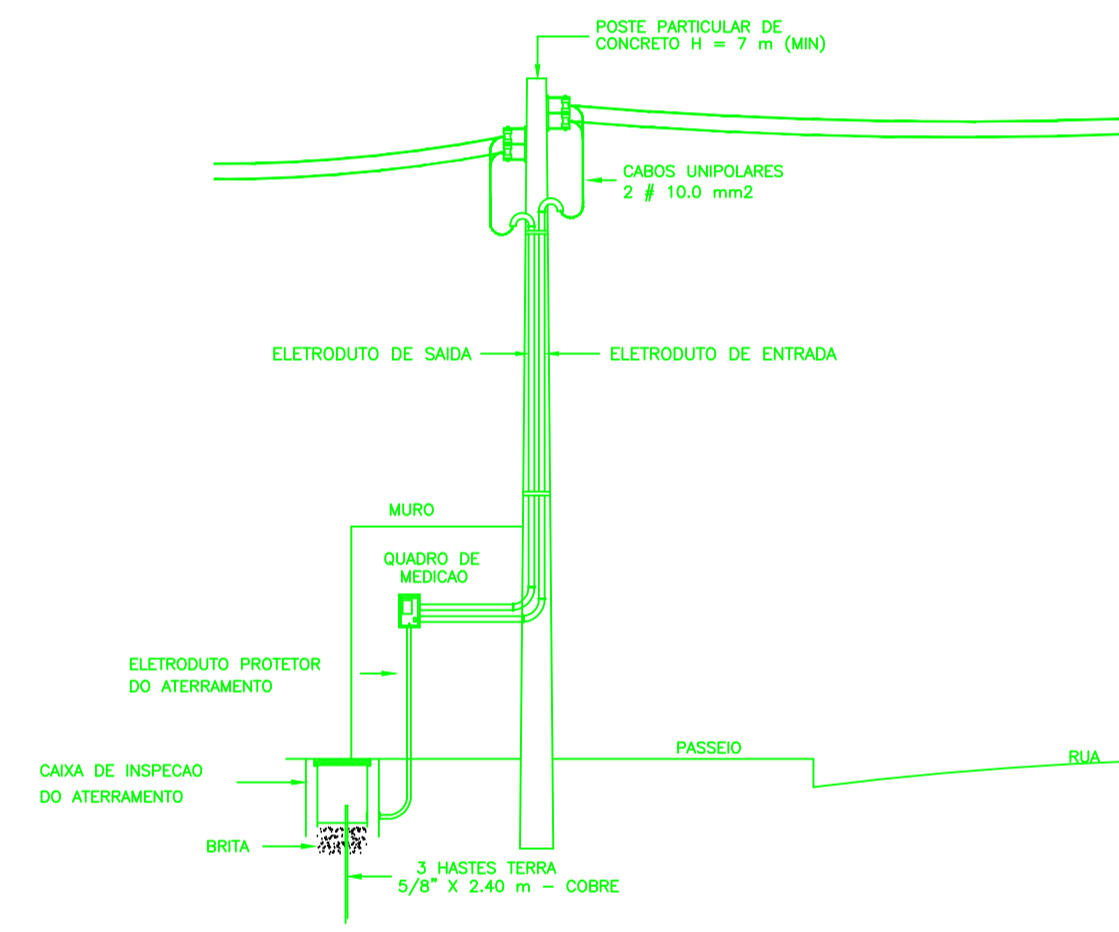 POSTE PARTICULAR DE
CONCRETO H = 7 m (MIN)
CABOS UNIPOLARES
2 # 10.0 mm2
ELETRODUTO DE SAIDA
ELETRODUTO DE ENTRADA
MURO
QUADRO DE
MEDICAO
ELETRODUTO PROTETOR
DO ATERRAMENTO
PASSEIO
RUA
CAIXA DE INSPECAO
DO ATERRAMENTO
BRITA
3 HASTES TERRA
5/8" X 2.40 m - COBRE